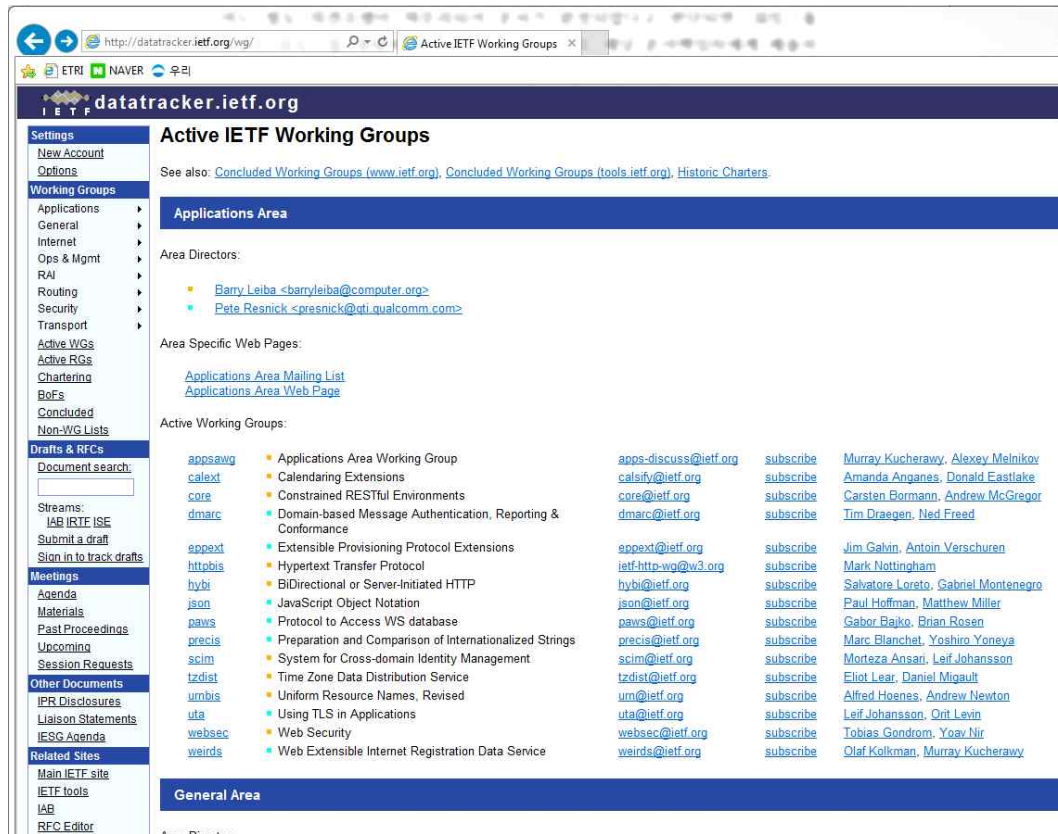 http://datatracker.ietf.org/wg/
Active IETF Working Groups
ETRI NAVER 우리
IETF datatracker.ietf.org
Settings
New Account
Options
Working Groups
Applications
General
Internet
Ops & Mgmt
RAI
Routing
Security
Transport
Active WGs
Active RGs
Chartering
BoFs
Concluded
Non-WG Lists
Drafts & RFCs
Document search:
Streams:
IAB IRTF ISE
Submit a draft
Sign in to track drafts
Meetings
Agenda
Materials
Past Proceedings
Upcoming
Session Requests
Other Documents
IPR Disclosures
Liaison Statements
IESG Agenda
Related Sites
Main IETF site
IETF tools
IAB
RFC Editor
Active IETF Working Groups
See also: Concluded Working Groups (www.ietf.org), Concluded Working Groups (tools.ietf.org), Historic Charters.
Applications Area
Area Directors:
Barry Leiba <barryleiba@computer.org>
Pete Resnick <presnick@qti.qualcomm.com>
Area Specific Web Pages:
Applications Area Mailing List
Applications Area Web Page
Active Working Groups:
appsawg Applications Area Working Group apps-discuss@ietf.org subscribe Murray Kucherawy, Alexey Melnikov
calext Calendaring Extensions calsify@ietf.org subscribe Amanda Anganes, Donald Eastlake
core Constrained RESTful Environments core@ietf.org subscribe Carsten Bormann, Andrew McGregor
dmarc Domain-based Message Authentication, Reporting & dmarc@ietf.org subscribe Tim Draegen, Ned Freed
Conformance
eppext Extensible Provisioning Protocol Extensions eppext@ietf.org subscribe Jim Galvin, Antoin Verschuren
httpbis Hypertext Transfer Protocol ietf-http-wg@w3.org subscribe Mark Nottingham
hybi BiDirectional or Server-Initiated HTTP hybi@ietf.org subscribe Salvatore Loreto, Gabriel Montenegro
json JavaScript Object Notation json@ietf.org subscribe Paul Hoffman, Matthew Miller
paws Protocol to Access WS database paws@ietf.org subscribe Gabor Bajko, Brian Rosen
precis Preparation and Comparison of Internationalized Strings precis@ietf.org subscribe Marc Blanchet, Yoshiro Yoneya
scim System for Cross-domain Identity Management scim@ietf.org subscribe Morteza Ansari, Leif Johansson
tzdist Time Zone Data Distribution Service tzdist@ietf.org subscribe Eliot Lear, Daniel Migault
urnbis Uniform Resource Names, Revised urn@ietf.org subscribe Alfred Hoenes, Andrew Newton
uta Using TLS in Applications uta@ietf.org subscribe Leif Johansson, Orit Levin
websec Web Security websec@ietf.org subscribe Tobias Gondrom, Yoav Nir
weirds Web Extensible Internet Registration Data Service weirds@ietf.org subscribe Olaf Kolkman, Murray Kucherawy
General Area